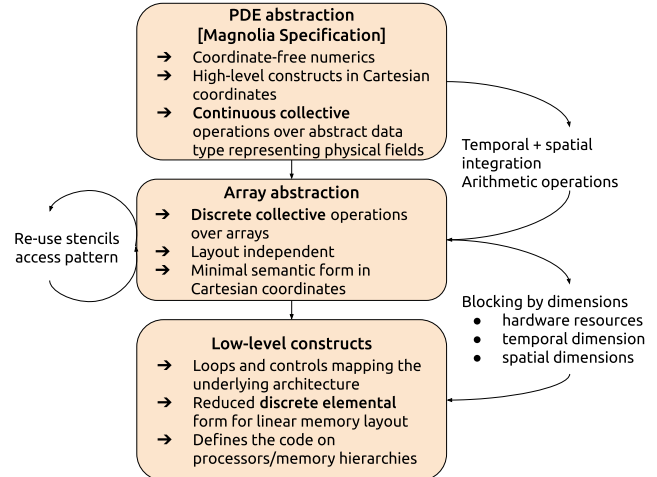 PDE abstraction
[Magnolia Specification]
➔ Coordinate-free numerics
➔ High-level constructs in Cartesian
coordinates
➔ Continuous collective
operations over abstract data
type representing physical fields
Temporal + spatial
integration
Arithmetic operations
Array abstraction
➔ Discrete collective operations
over arrays
➔ Layout independent
➔ Minimal semantic form in
Cartesian coordinates
Re-use stencils
access pattern
Blocking by dimensions
● hardware resources
● temporal dimension
● spatial dimensions
Low-level constructs
➔ Loops and controls mapping the
underlying architecture
➔ Reduced discrete elemental
form for linear memory layout
➔ Defines the code on
processors/memory hierarchies